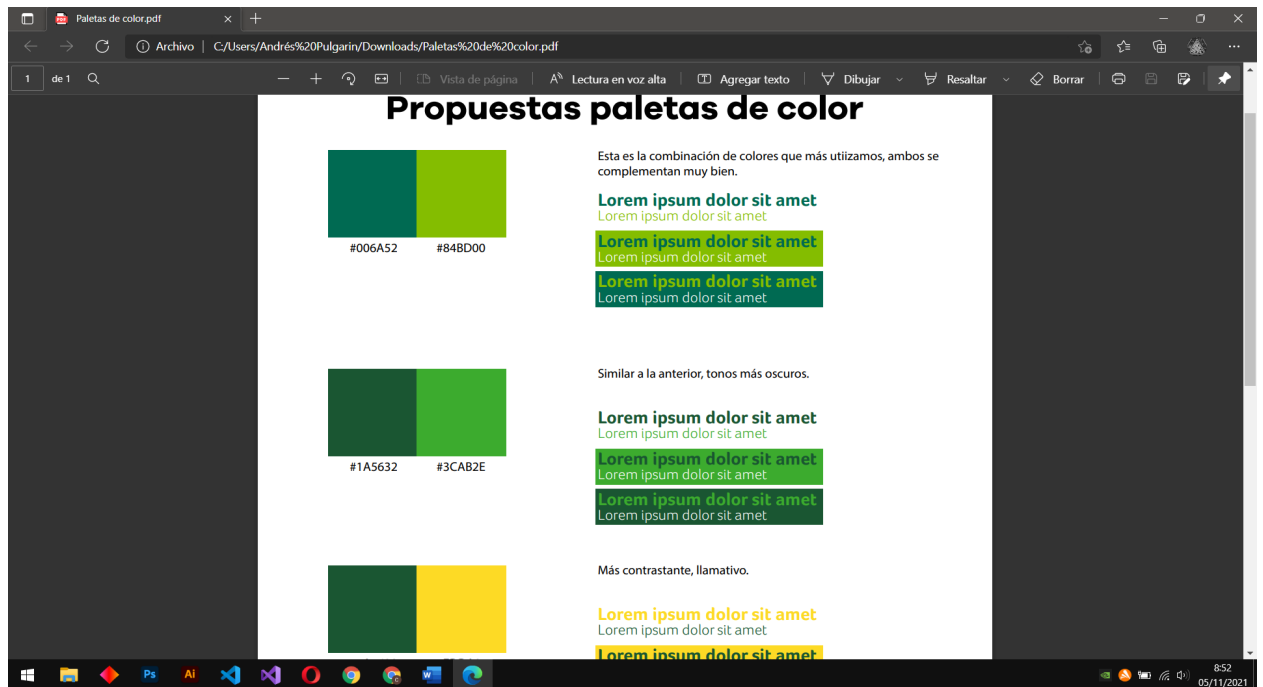 Paletas de color.pdf
Archivo
C:/Users/Andrés%20Pulgarin/Downloads/Paletas%20de%20color.pdf
1 de 1
Vista de página
Lectura en voz alta
Agregar texto
Dibujar
Resaltar
Borrar
Propuestas paletas de color
Esta es la combinación de colores que más utiizamos, ambos se
complementan muy bien.
Lorem ipsum dolor sit amet
Lorem ipsum dolor sit amet
Lorem ipsum dolor sit amet
Lorem ipsum dolor sit amet
Lorem ipsum dolor sit amet
Lorem ipsum dolor sit amet
#006A52 #84BD00
Similar a la anterior, tonos más oscuros.
Lorem ipsum dolor sit amet
Lorem ipsum dolor sit amet
Lorem ipsum dolor sit amet
Lorem ipsum dolor sit amet
Lorem ipsum dolor sit amet
Lorem ipsum dolor sit amet
#1A5632 #3CAB2E
Más contrastante, llamativo.
Lorem ipsum dolor sit amet
Lorem ipsum dolor sit amet
Lorem ipsum dolor sit amet
Ps
Ai
8:52
05/11/2021